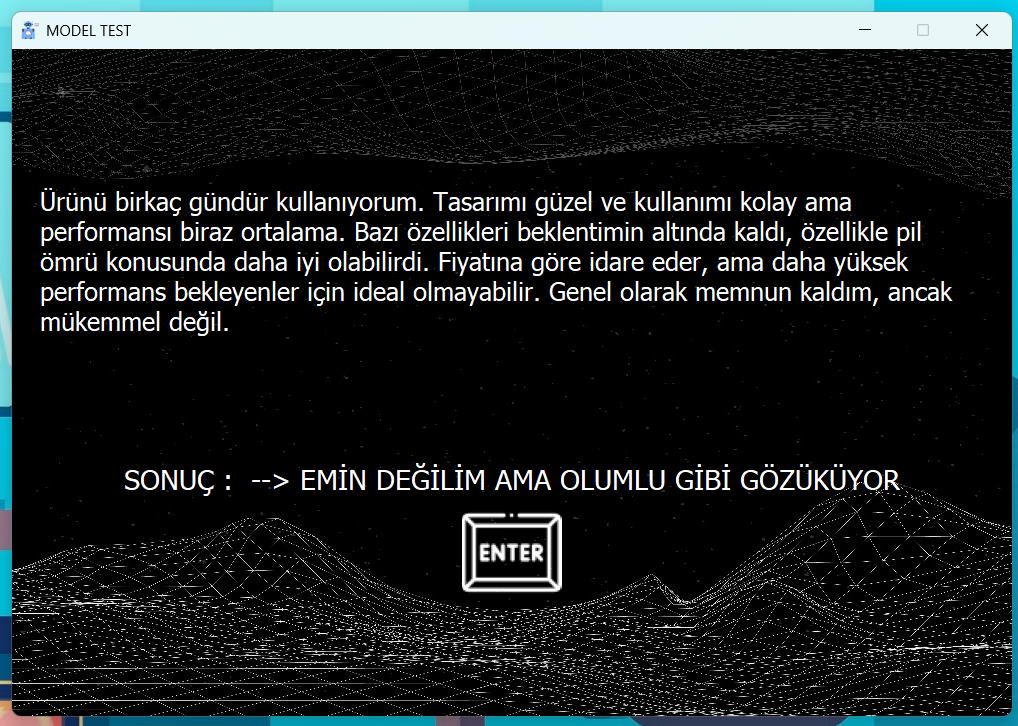 MODEL TEST
Ürünü birkaç gündür kullanıyorum. Tasarımı güzel ve kullanımı kolay ama
performansı biraz ortalama. Bazı özellikleri beklentimin altında kaldı, özellikle pil
ömrü konusunda daha iyi olabilirdi. Fiyatına göre idare eder, ama daha yüksek
performans bekleyenler için ideal olmayabilir. Genel olarak memnun kaldım, ancak
mükemmel değil.
SONUÇ :  --> EMİN DEĞİLİM AMA OLUMLU GİBİ GÖZÜKÜYOR
ENTER